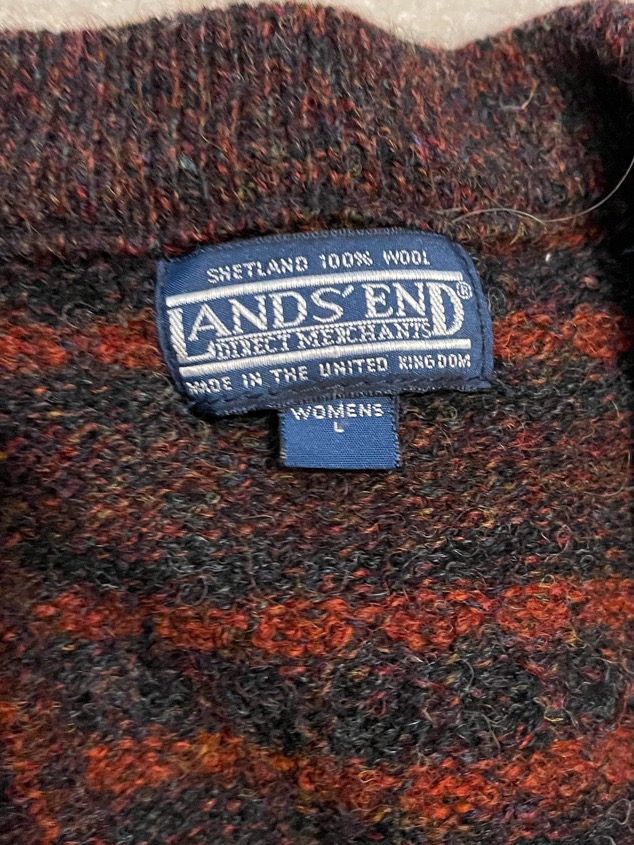 SHETLAND 100% WOOL
LANDS' END®
DIRECT MERCHANTS
MADE IN THE UNITED KINGDOM
WOMENS
L